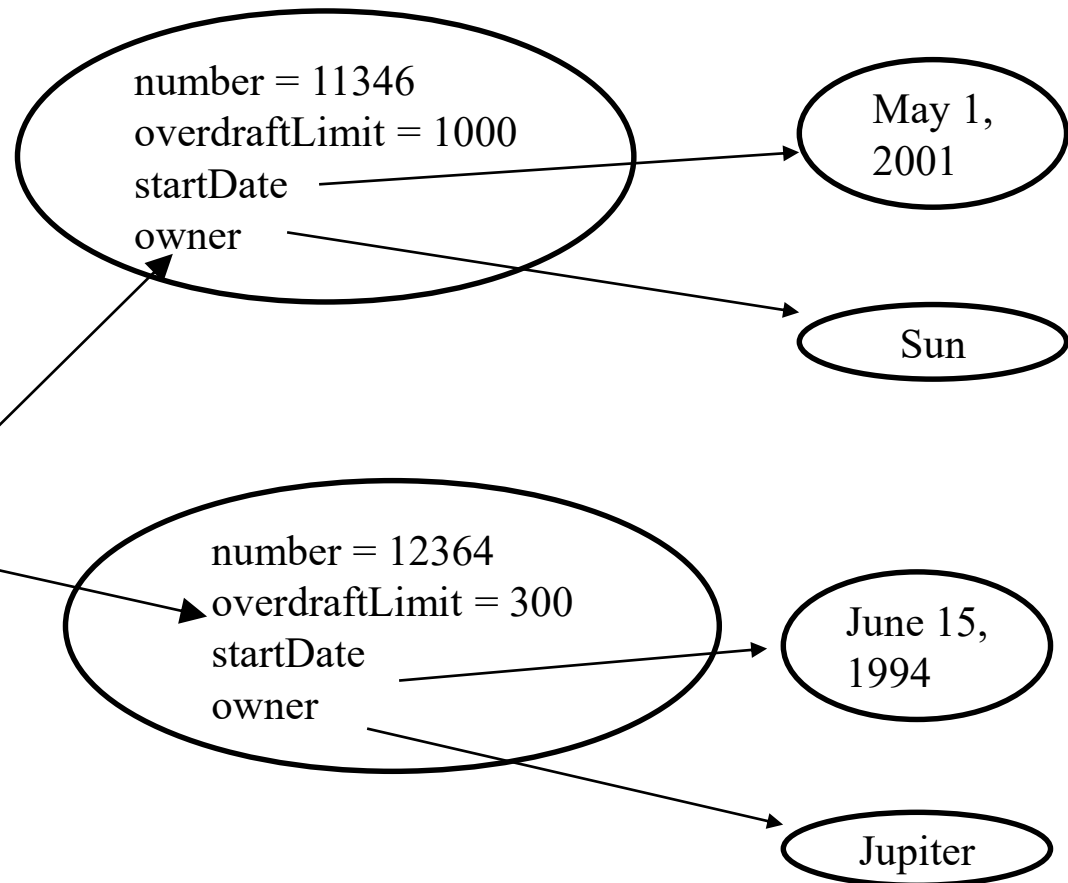 number = 11346
overdraftLimit = 1000
startDate
owner
May 1,
2001
Sun
number = 12364
overdraftLimit = 300
startDate
owner
June 15,
1994
Jupiter